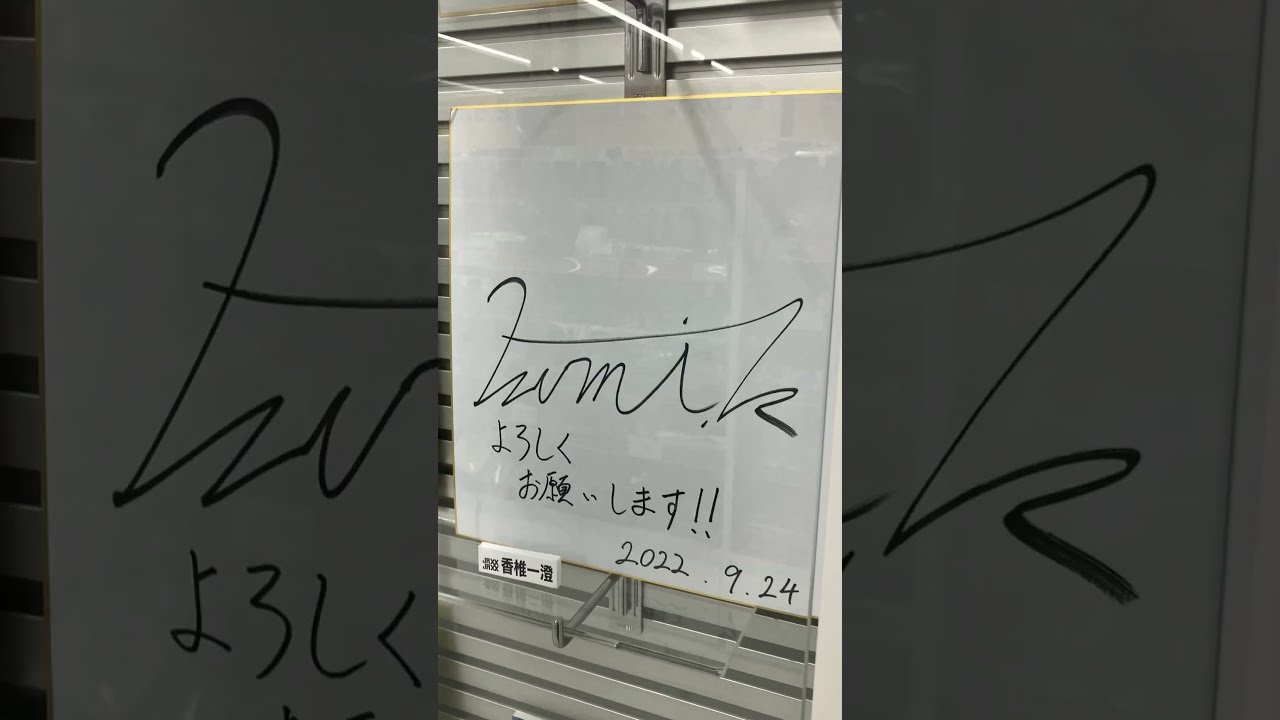 Izumi.K
よろしく
お願いします!!
2022.9.24
香椎一澄